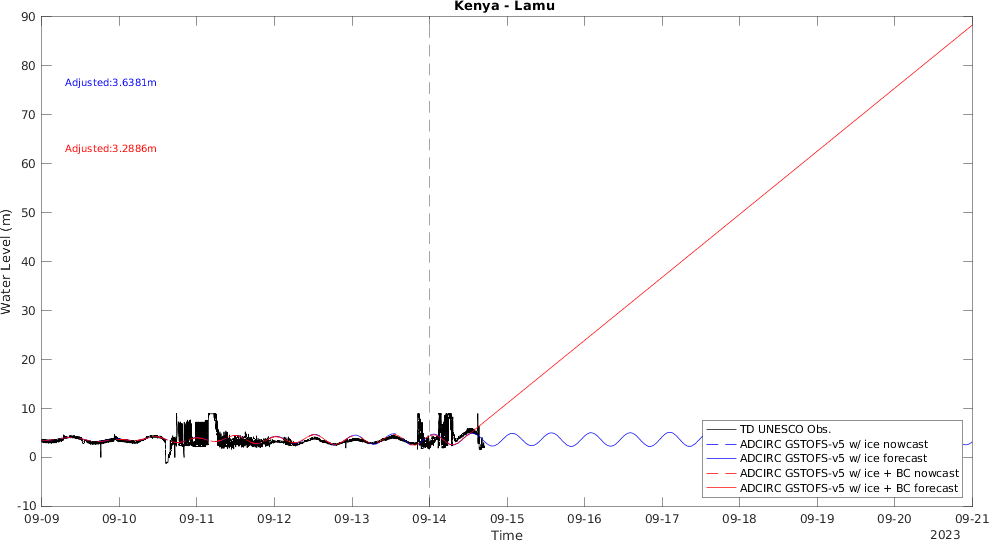 Kenya - Lamu
90
80
70
60
50
40
30
20
10
0
-10
Water Level (m)
Adjusted:3.6381m
Adjusted:3.2886m
TD UNESCO Obs.
ADCIRC GSTOFS-v5 w/ ice nowcast
ADCIRC GSTOFS-v5 w/ ice forecast
ADCIRC GSTOFS-v5 w/ ice + BC nowcast
ADCIRC GSTOFS-v5 w/ ice + BC forecast
09-09 09-10 09-11 09-12 09-13 09-14 09-15 09-16 09-17 09-18 09-19 09-20 09-21
Time
2023